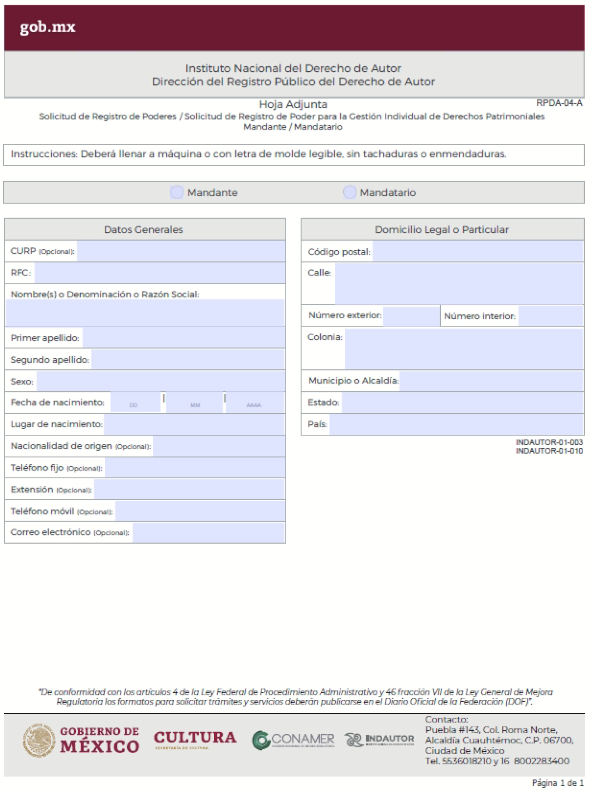 gob.mx
Instituto Nacional del Derecho de Autor
Dirección del Registro Público del Derecho de Autor
Hoja Adjunta
RPDA-04-A
Solicitud de Registro de Poderes / Solicitud de Registro de Poder para la Gestión Individual de Derechos Patrimoniales
Mandante / Mandatario
Instrucciones: Deberá llenar a máquina o con letra de molde legible, sin tachaduras o enmendaduras.
Mandante
Mandatario
Datos Generales
CURP (Opcional):
RFC:
Nombre(s) o Denominación o Razón Social:
Primer apellido:
Segundo apellido:
Sexo:
Fecha de nacimiento: DD | MM | AAAA
Lugar de nacimiento:
Nacionalidad de origen (Opcional):
Teléfono fijo (Opcional):
Extensión (Opcional):
Teléfono móvil (Opcional):
Correo electrónico (Opcional):
Domicilio Legal o Particular
Código postal:
Calle:
Número exterior:
Número interior:
Colonia:
Municipio o Alcaldía:
Estado:
País:
INDAUTOR-01-003
INDAUTOR-01-010
"De conformidad con los artículos 4 de la Ley Federal de Procedimiento Administrativo y 46 fracción VII de la Ley General de Mejora
Regulatoria los formatos para solicitar trámites y servicios deberán publicarse en el Diario Oficial de la Federación (DOF)".
GOBIERNO DE
MÉXICO
CULTURA
SECRETARÍA DE CULTURA
CONAMER
INDAUTOR
Contacto:
Puebla #143, Col. Roma Norte,
Alcaldía Cuauhtémoc, C.P. 06700,
Ciudad de México
Tel. 5536018210 y 16 8002283400
Página 1 de 1